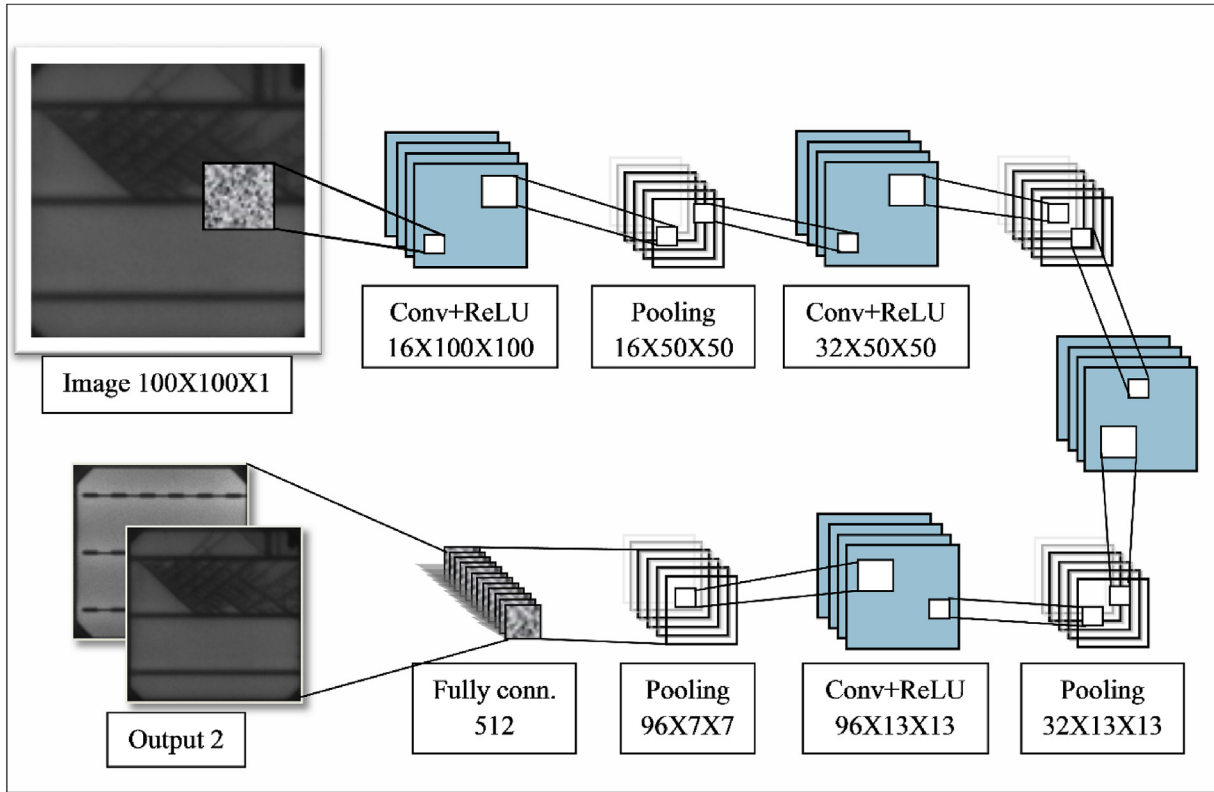 Image 100X100X1
Conv+ReLU
16X100X100
Pooling
16X50X50
Conv+ReLU
32X50X50
Pooling
32X13X13
Conv+ReLU
96X13X13
Pooling
96X7X7
Fully conn.
512
Output 2